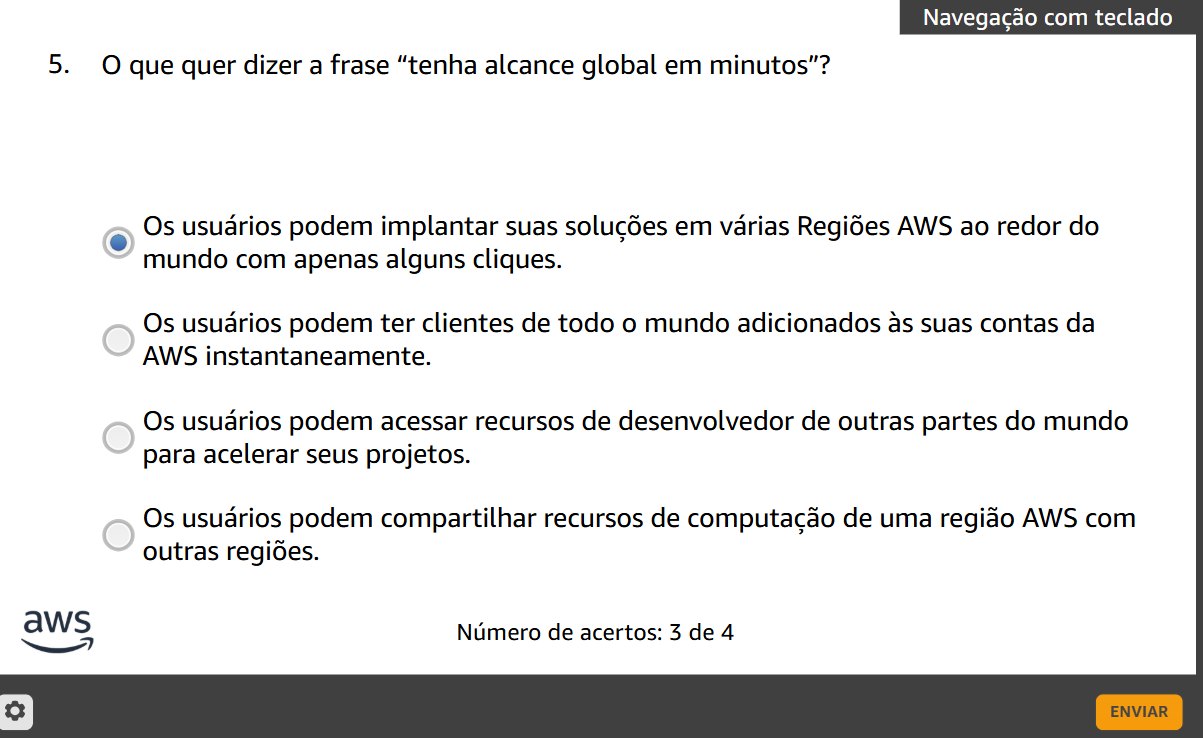 Navegação com teclado
5. O que quer dizer a frase “tenha alcance global em minutos”?
Os usuários podem implantar suas soluções em várias Regiões AWS ao redor do
mundo com apenas alguns cliques.
Os usuários podem ter clientes de todo o mundo adicionados às suas contas da
AWS instantaneamente.
Os usuários podem acessar recursos de desenvolvedor de outras partes do mundo
para acelerar seus projetos.
Os usuários podem compartilhar recursos de computação de uma região AWS com
outras regiões.
aws
Número de acertos: 3 de 4
ENVIAR